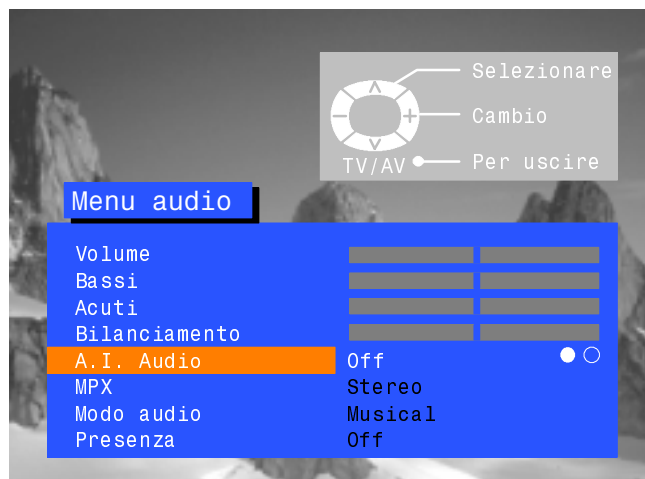 Selezionare
Cambio
TV/AV Per uscire
Menu audio
Volume
Bassi
Acuti
Bilanciamento
A.I. Audio Off
MPX Stereo
Modo audio Musical
Presenza Off